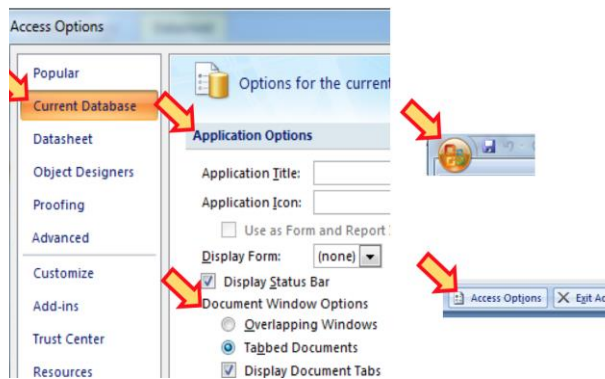 Access Options
Popular
Current Database
Datasheet
Object Designers
Proofing
Advanced
Customize
Add-ins
Trust Center
Resources
Options for the current
Application Options
Application Title:
Application Icon:
Use as Form and Report
Display Form: (none)
Display Status Bar
Document Window Options
Overlapping Windows
Tabbed Documents
Display Document Tabs
Access Options Exit Ac